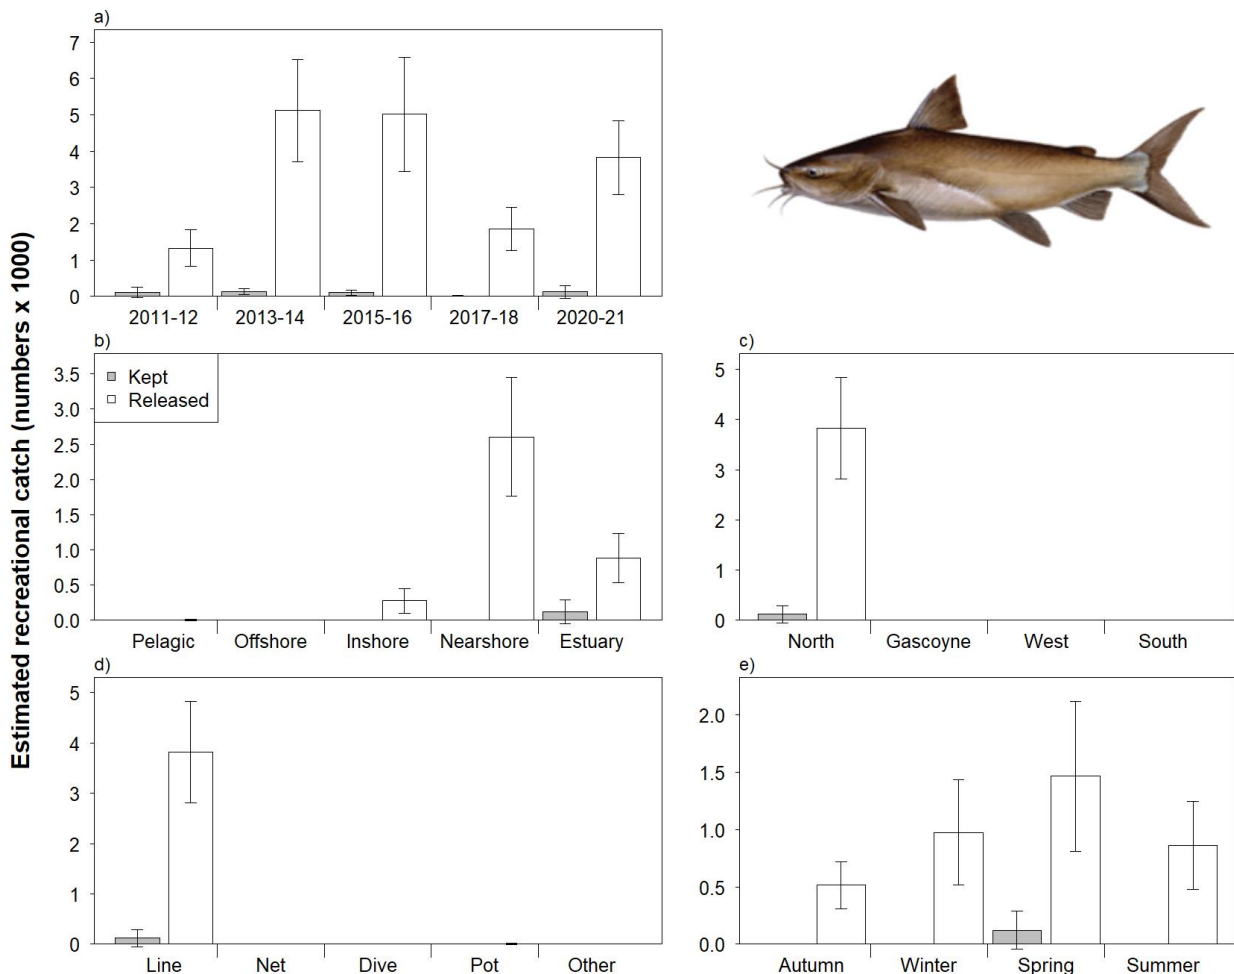 Estimated recreational catch (numbers x 1000)
a)
7
6
5
4
3
2
1
0
2011-12 2013-14 2015-16 2017-18 2020-21
b)
Kept
Released
3.5
3.0
2.5
2.0
1.5
1.0
0.5
0.0
Pelagic Offshore Inshore Nearshore Estuary
c)
5
4
3
2
1
0
North Gascoyne West South
d)
5
4
3
2
1
0
Line Net Dive Pot Other
e)
2.0
1.5
1.0
0.5
0.0
Autumn Winter Spring Summer